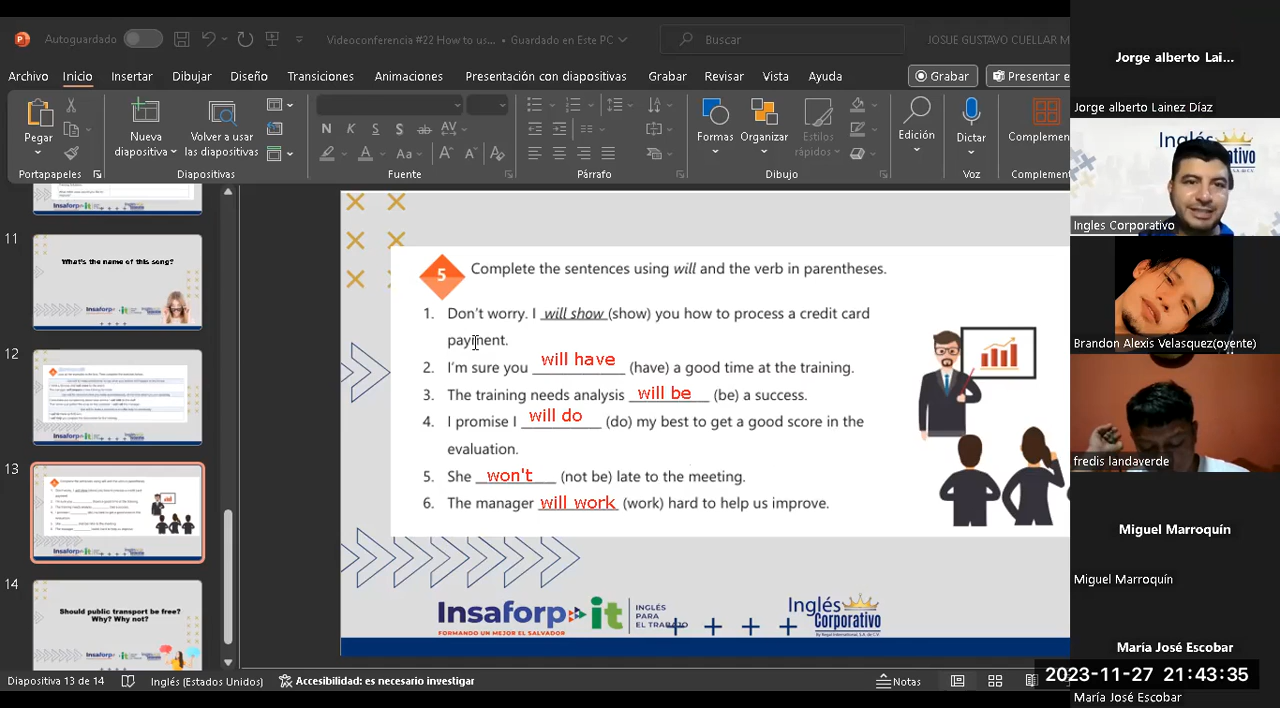 Autoguardado
Videoconferencia #22 How to us... • Guardado en Este PC
Buscar
JOSUE GUSTAVO CUELLAR M
Archivo Inicio Insertar Dibujar Diseño Transiciones Animaciones Presentación con diapositivas Grabar Revisar Vista Ayuda
Grabar
Presentar e
Pegar
Nueva diapositiva
Volver a usar las diapositivas
Formas
Organizar
Estilos rápidos
Edición
Dictar
Complemen
Portapapeles
Diapositivas
Fuente
Párrafo
Dibujo
Voz
Complement
11
What's the name of this song?
12
13
14
Should public transport be free?
Why? Why not?
5
Complete the sentences using will and the verb in parentheses.
1. Don't worry. I will show (show) you how to process a credit card
payment.
2. I'm sure you will have (have) a good time at the training.
3. The training needs analysis will be (be) a success.
4. I promise I will do (do) my best to get a good score in the
evaluation.
5. She won't (not be) late to the meeting.
6. The manager will work (work) hard to help us improve.
Insaforp it
FORMANDO UN MEJOR EL SALVADOR
INGLÉS
PARA
EL TRABAJO
Inglés
Corporativo
By Regal International, S.A. de C.V.
Diapositiva 13 de 14
Inglés (Estados Unidos)
Accesibilidad: es necesario investigar
Notas
Jorge alberto Lai...
Jorge alberto Lainez Díaz
Ingles Corporativo
Brandon Alexis Velasquez(oyente)
fredis landaverde
Miguel Marroquín
Miguel Marroquín
María José Escobar
2023-11-27 21:43:35
María José Escobar